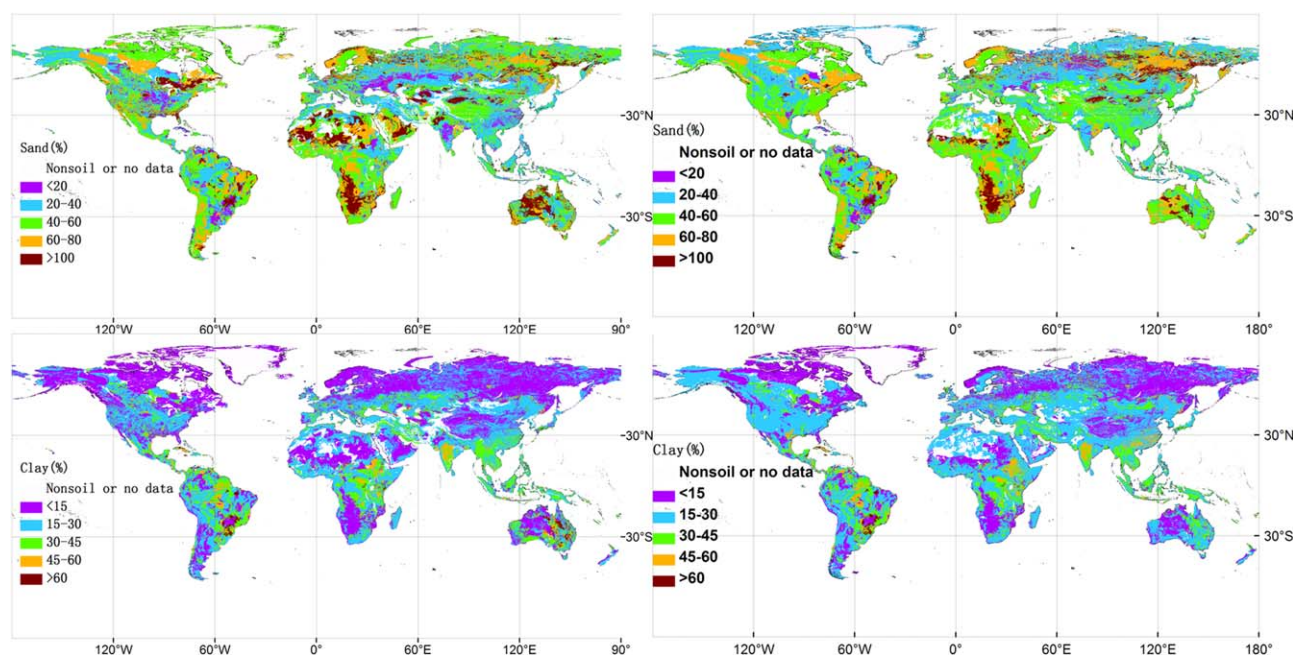 30°N
Sand(%)
Nonsoil or no data
<20
20-40
40-60
60-80
>100
30°S
120°W 60°W 0° 60°E 120°E 90°
30°N
Sand(%)
Nonsoil or no data
<20
20-40
40-60
60-80
>100
30°S
120°W 60°W 0° 60°E 120°E 180°
30°N
Clay(%)
Nonsoil or no data
<15
15-30
30-45
45-60
>60
30°S
120°W 60°W 0° 60°E 120°E 90°
30°N
Clay(%)
Nonsoil or no data
<15
15-30
30-45
45-60
>60
30°S
120°W 60°W 0° 60°E 120°E 180°